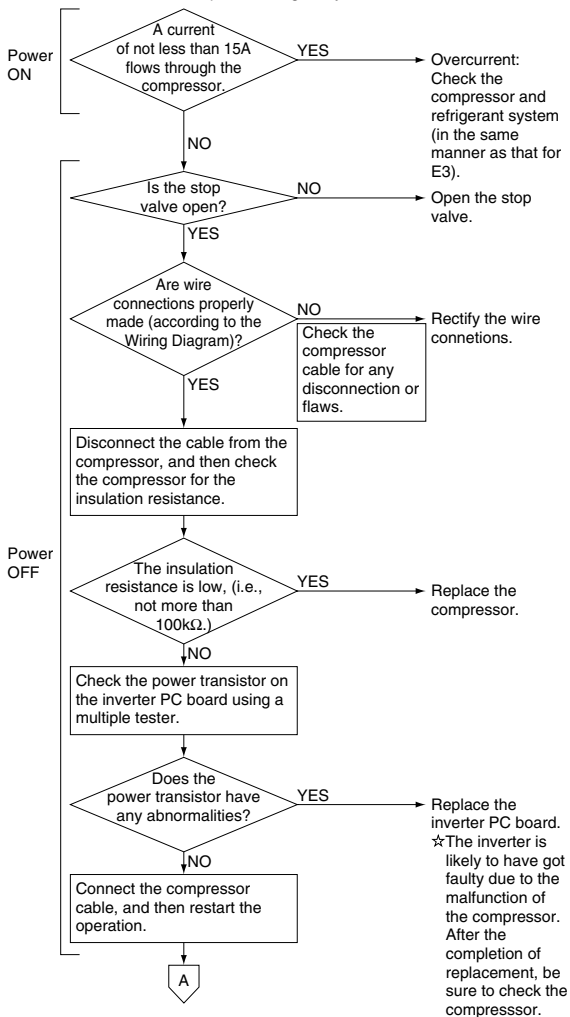 Power
ON
A current
of not less than 15A
flows through the
compressor.
YES
Overcurrent:
Check the
compressor and
refrigerant system
(in the same
manner as that for
E3).
NO
Is the stop
valve open?
NO
Open the stop
valve.
YES
Are wire
connections properly
made (according to the
Wiring Diagram)?
NO
Rectify the wire
connetions.
Check the
compressor
cable for any
disconnection or
flaws.
YES
Disconnect the cable from the
compressor, and then check
the compressor for the
insulation resistance.
Power
OFF
The insulation
resistance is low, (i.e.,
not more than
100kΩ.)
YES
Replace the
compressor.
NO
Check the power transistor on
the inverter PC board using a
multiple tester.
Does the
power transistor have
any abnormalities?
YES
Replace the
inverter PC board.
☆The inverter is
likely to have got
faulty due to the
malfunction of
the compressor.
After the
completion of
replacement, be
sure to check the
compresssor.
NO
Connect the compressor
cable, and then restart the
operation.
A